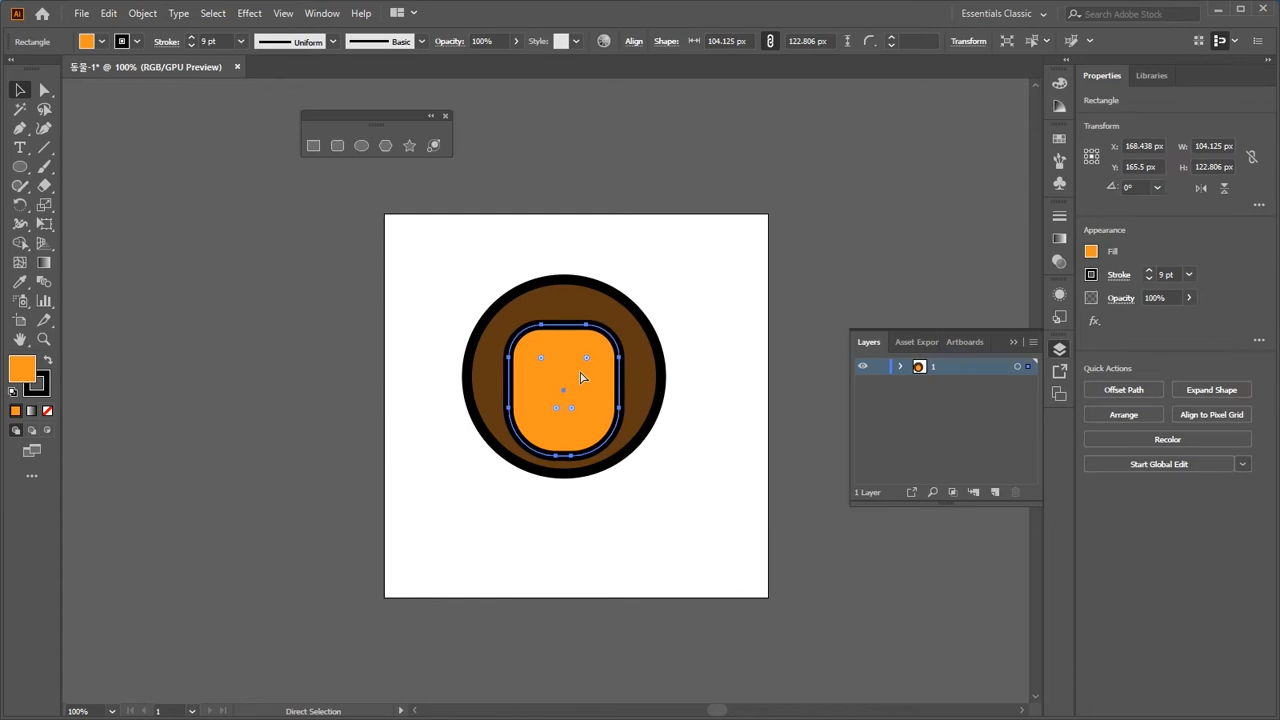 Ai File Edit Object Type Select Effect View Window Help Essentials Classic Search Adobe Stock
Rectangle Stroke: 9 pt Uniform Basic Opacity: 100% Style: Align Shape: 104.125 px 122.806 px Transform
동물-1* @ 100% (RGB/GPU Preview) ×
Properties Libraries
Rectangle
Transform
X: 168.438 px W: 104.125 px
Y: 165.5 px H: 122.806 px
0°
Appearance
Fill
Stroke 9 pt
Opacity 100%
fx.
Layers Asset Expor Artboards
1
Quick Actions
Offset Path Expand Shape
Arrange Align to Pixel Grid
Recolor
Start Global Edit
1 Layer
100% 1 Direct Selection